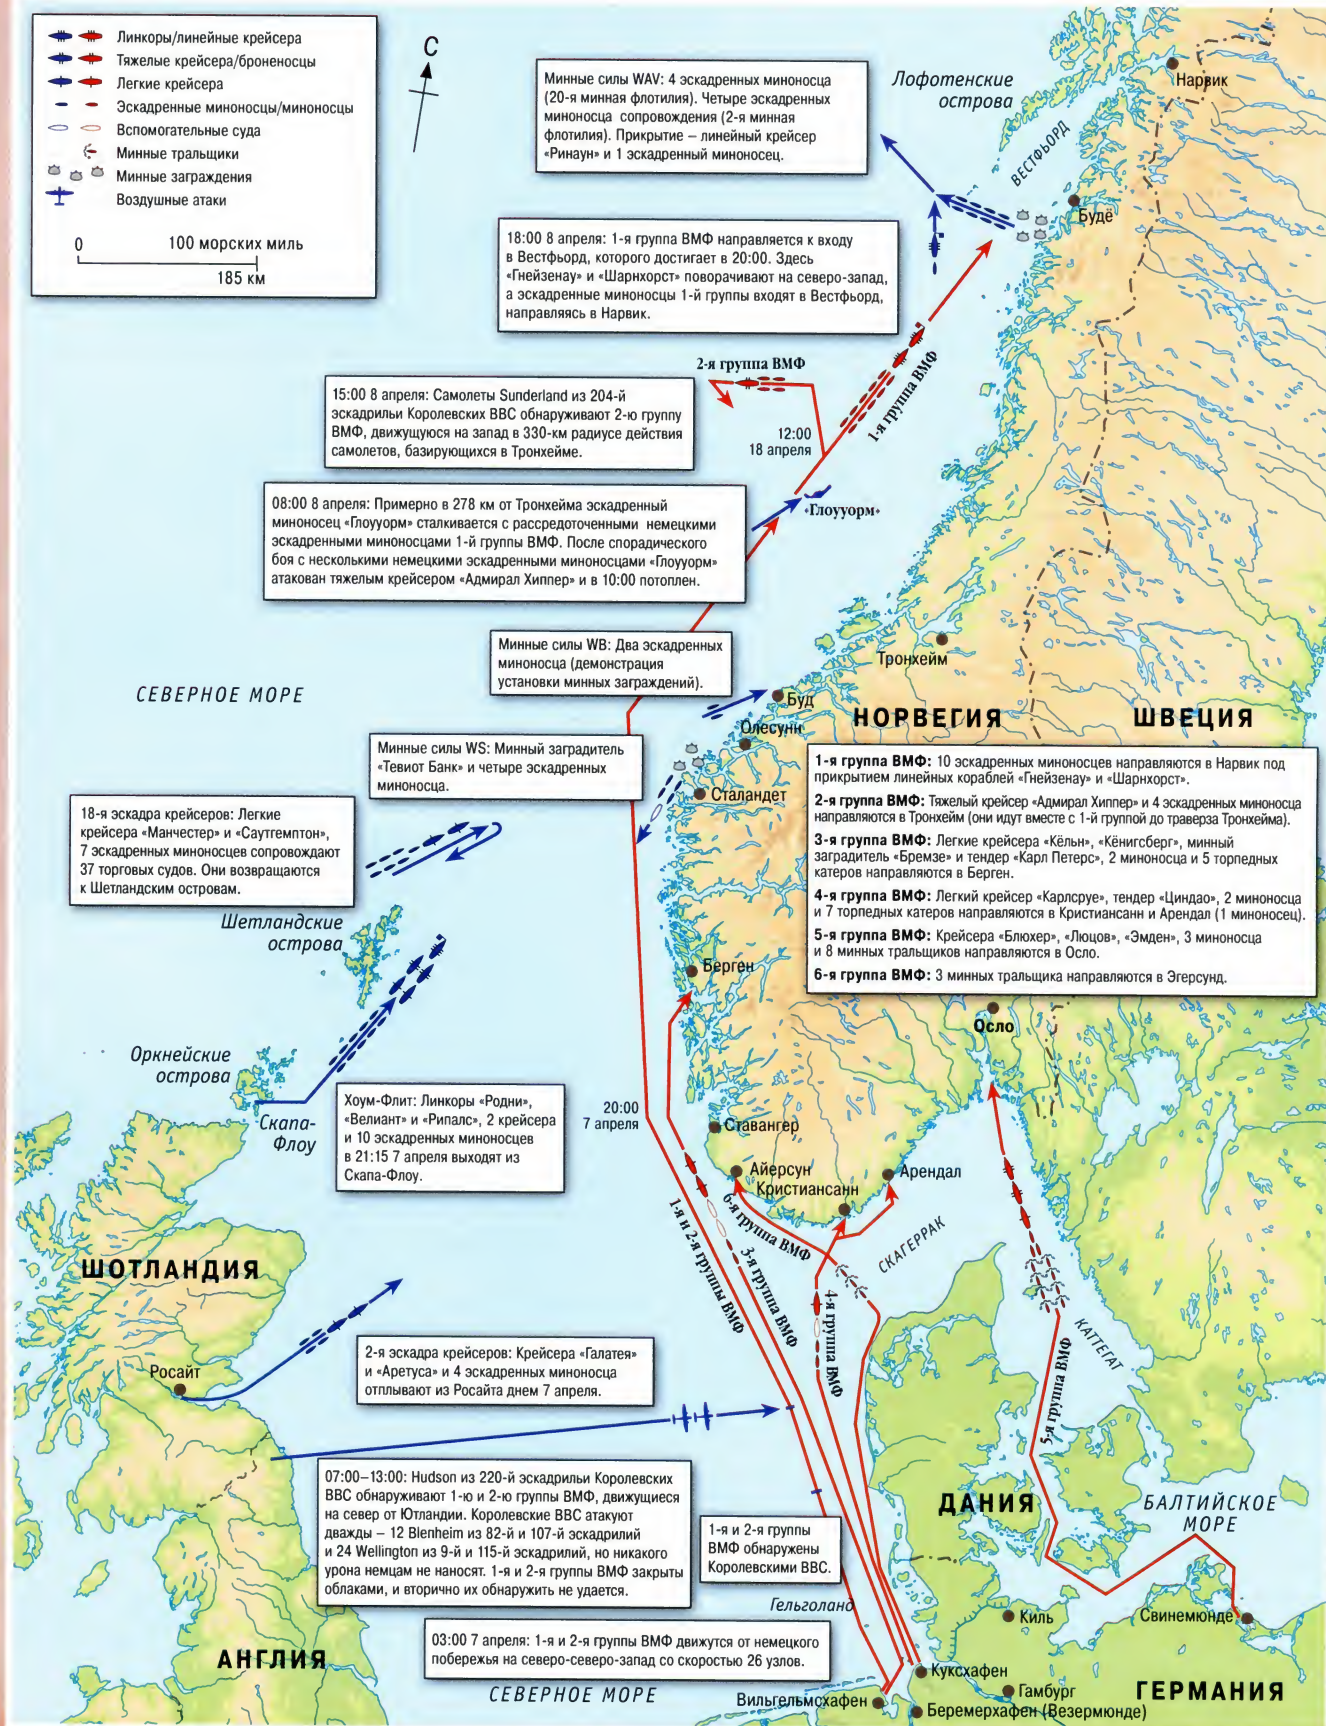 Линкоры/линейные крейсера
Тяжелые крейсера/броненосцы
Легкие крейсера
Эскадренные миноносцы/миноносцы
Вспомогательные суда
Минные тральщики
Минные заграждения
Воздушные атаки
0
100 морских миль
185 км
С
Минные силы WAV: 4 эскадренных миноносца
(20-я минная флотилия). Четыре эскадренных
миноносца сопровождения (2-я минная
флотилия). Прикрытие – линейный крейсер
«Ринаун» и 1 эскадренный миноносец.
Лофотенские
острова
Нарвик
ВЕСТФЬОРД
Будё
18:00 8 апреля: 1-я группа ВМФ направляется к входу
в Вестфьорд, которого достигает в 20:00. Здесь
«Гнейзенау» и «Шарнхорст» поворачивают на северо-запад,
а эскадренные миноносцы 1-й группы входят в Вестфьорд,
направляясь в Нарвик.
2-я группа ВМФ
1-я группа ВМФ
12:00
18 апреля
15:00 8 апреля: Самолеты Sunderland из 204-й
эскадрильи Королевских ВВС обнаруживают 2-ю группу
ВМФ, движущуюся на запад в 330-км радиусе действия
самолетов, базирующихся в Тронхейме.
08:00 8 апреля: Примерно в 278 км от Тронхейма эскадренный
миноносец «Глоууорм» сталкивается с рассредоточенными немецкими
эскадренными миноносцами 1-й группы ВМФ. После спорадического
боя с несколькими немецкими эскадренными миноносцами «Глоууорм»
атакован тяжелым крейсером «Адмирал Хиппер» и в 10:00 потоплен.
«Глоууорм»
Минные силы WB: Два эскадренных
миноносца (демонстрация
установки минных заграждений).
Тронхейм
СЕВЕРНОЕ МОРЕ
Буд
Олесунн
НОРВЕГИЯ
ШВЕЦИЯ
Минные силы WS: Минный заградитель
«Тевиот Банк» и четыре эскадренных
миноносца.
Сталандет
1-я группа ВМФ: 10 эскадренных миноносцев направляются в Нарвик под
прикрытием линейных кораблей «Гнейзенау» и «Шарнхорст».
2-я группа ВМФ: Тяжелый крейсер «Адмирал Хиппер» и 4 эскадренных миноносца
направляются в Тронхейм (они идут вместе с 1-й группой до траверза Тронхейма).
3-я группа ВМФ: Легкие крейсера «Кёльн», «Кёнигсберг», минный
заградитель «Бремзе» и тендер «Карл Петерс», 2 миноносца и 5 торпедных
катеров направляются в Берген.
4-я группа ВМФ: Легкий крейсер «Карлсруе», тендер «Циндао», 2 миноносца
и 7 торпедных катеров направляются в Кристиансанн и Арендал (1 миноносец).
5-я группа ВМФ: Крейсера «Блюхер», «Люцов», «Эмден», 3 миноносца
и 8 минных тральщиков направляются в Осло.
6-я группа ВМФ: 3 минных тральщика направляются в Эгерсунд.
18-я эскадра крейсеров: Легкие
крейсера «Манчестер» и «Саутгемптон»,
7 эскадренных миноносцев сопровождают
37 торговых судов. Они возвращаются
к Шетландским островам.
Шетландские
острова
Берген
Осло
Оркнейские
острова
Скапа-
Флоу
Хоум-Флит: Линкоры «Родни»,
«Велиант» и «Рипалс», 2 крейсера
и 10 эскадренных миноносцев
в 21:15 7 апреля выходят из
Скапа-Флоу.
20:00
7 апреля
Ставангер
Айерсун
Кристиансанн
Арендал
1-я и 2-я группы ВМФ
6-я группа ВМФ
3-я группа ВМФ
4-я группа ВМФ
СКАГЕРРАК
КАТТЕГАТ
5-я группа ВМФ
ШОТЛАНДИЯ
Росайт
2-я эскадра крейсеров: Крейсера «Галатея»
и «Аретуса» и 4 эскадренных миноносца
отплывают из Росайта днем 7 апреля.
07:00–13:00: Hudson из 220-й эскадрильи Королевских
ВВС обнаруживают 1-ю и 2-ю группы ВМФ, движущиеся
на север от Ютландии. Королевские ВВС атакуют
дважды – 12 Blenheim из 82-й и 107-й эскадрилий
и 24 Wellington из 9-й и 115-й эскадрилий, но никакого
урона немцам не наносят. 1-я и 2-я группы ВМФ закрыты
облаками, и вторично их обнаружить не удается.
1-я и 2-я группы
ВМФ обнаружены
Королевскими ВВС.
ДАНИЯ
БАЛТИЙСКОЕ
МОРЕ
Гельголанд
Киль
Свинемюнде
03:00 7 апреля: 1-я и 2-я группы ВМФ движутся от немецкого
побережья на северо-северо-запад со скоростью 26 узлов.
АНГЛИЯ
СЕВЕРНОЕ МОРЕ
Вильгельмсхафен
Куксхафен
Гамбург
Беремерхафен (Везермюнде)
ГЕРМАНИЯ